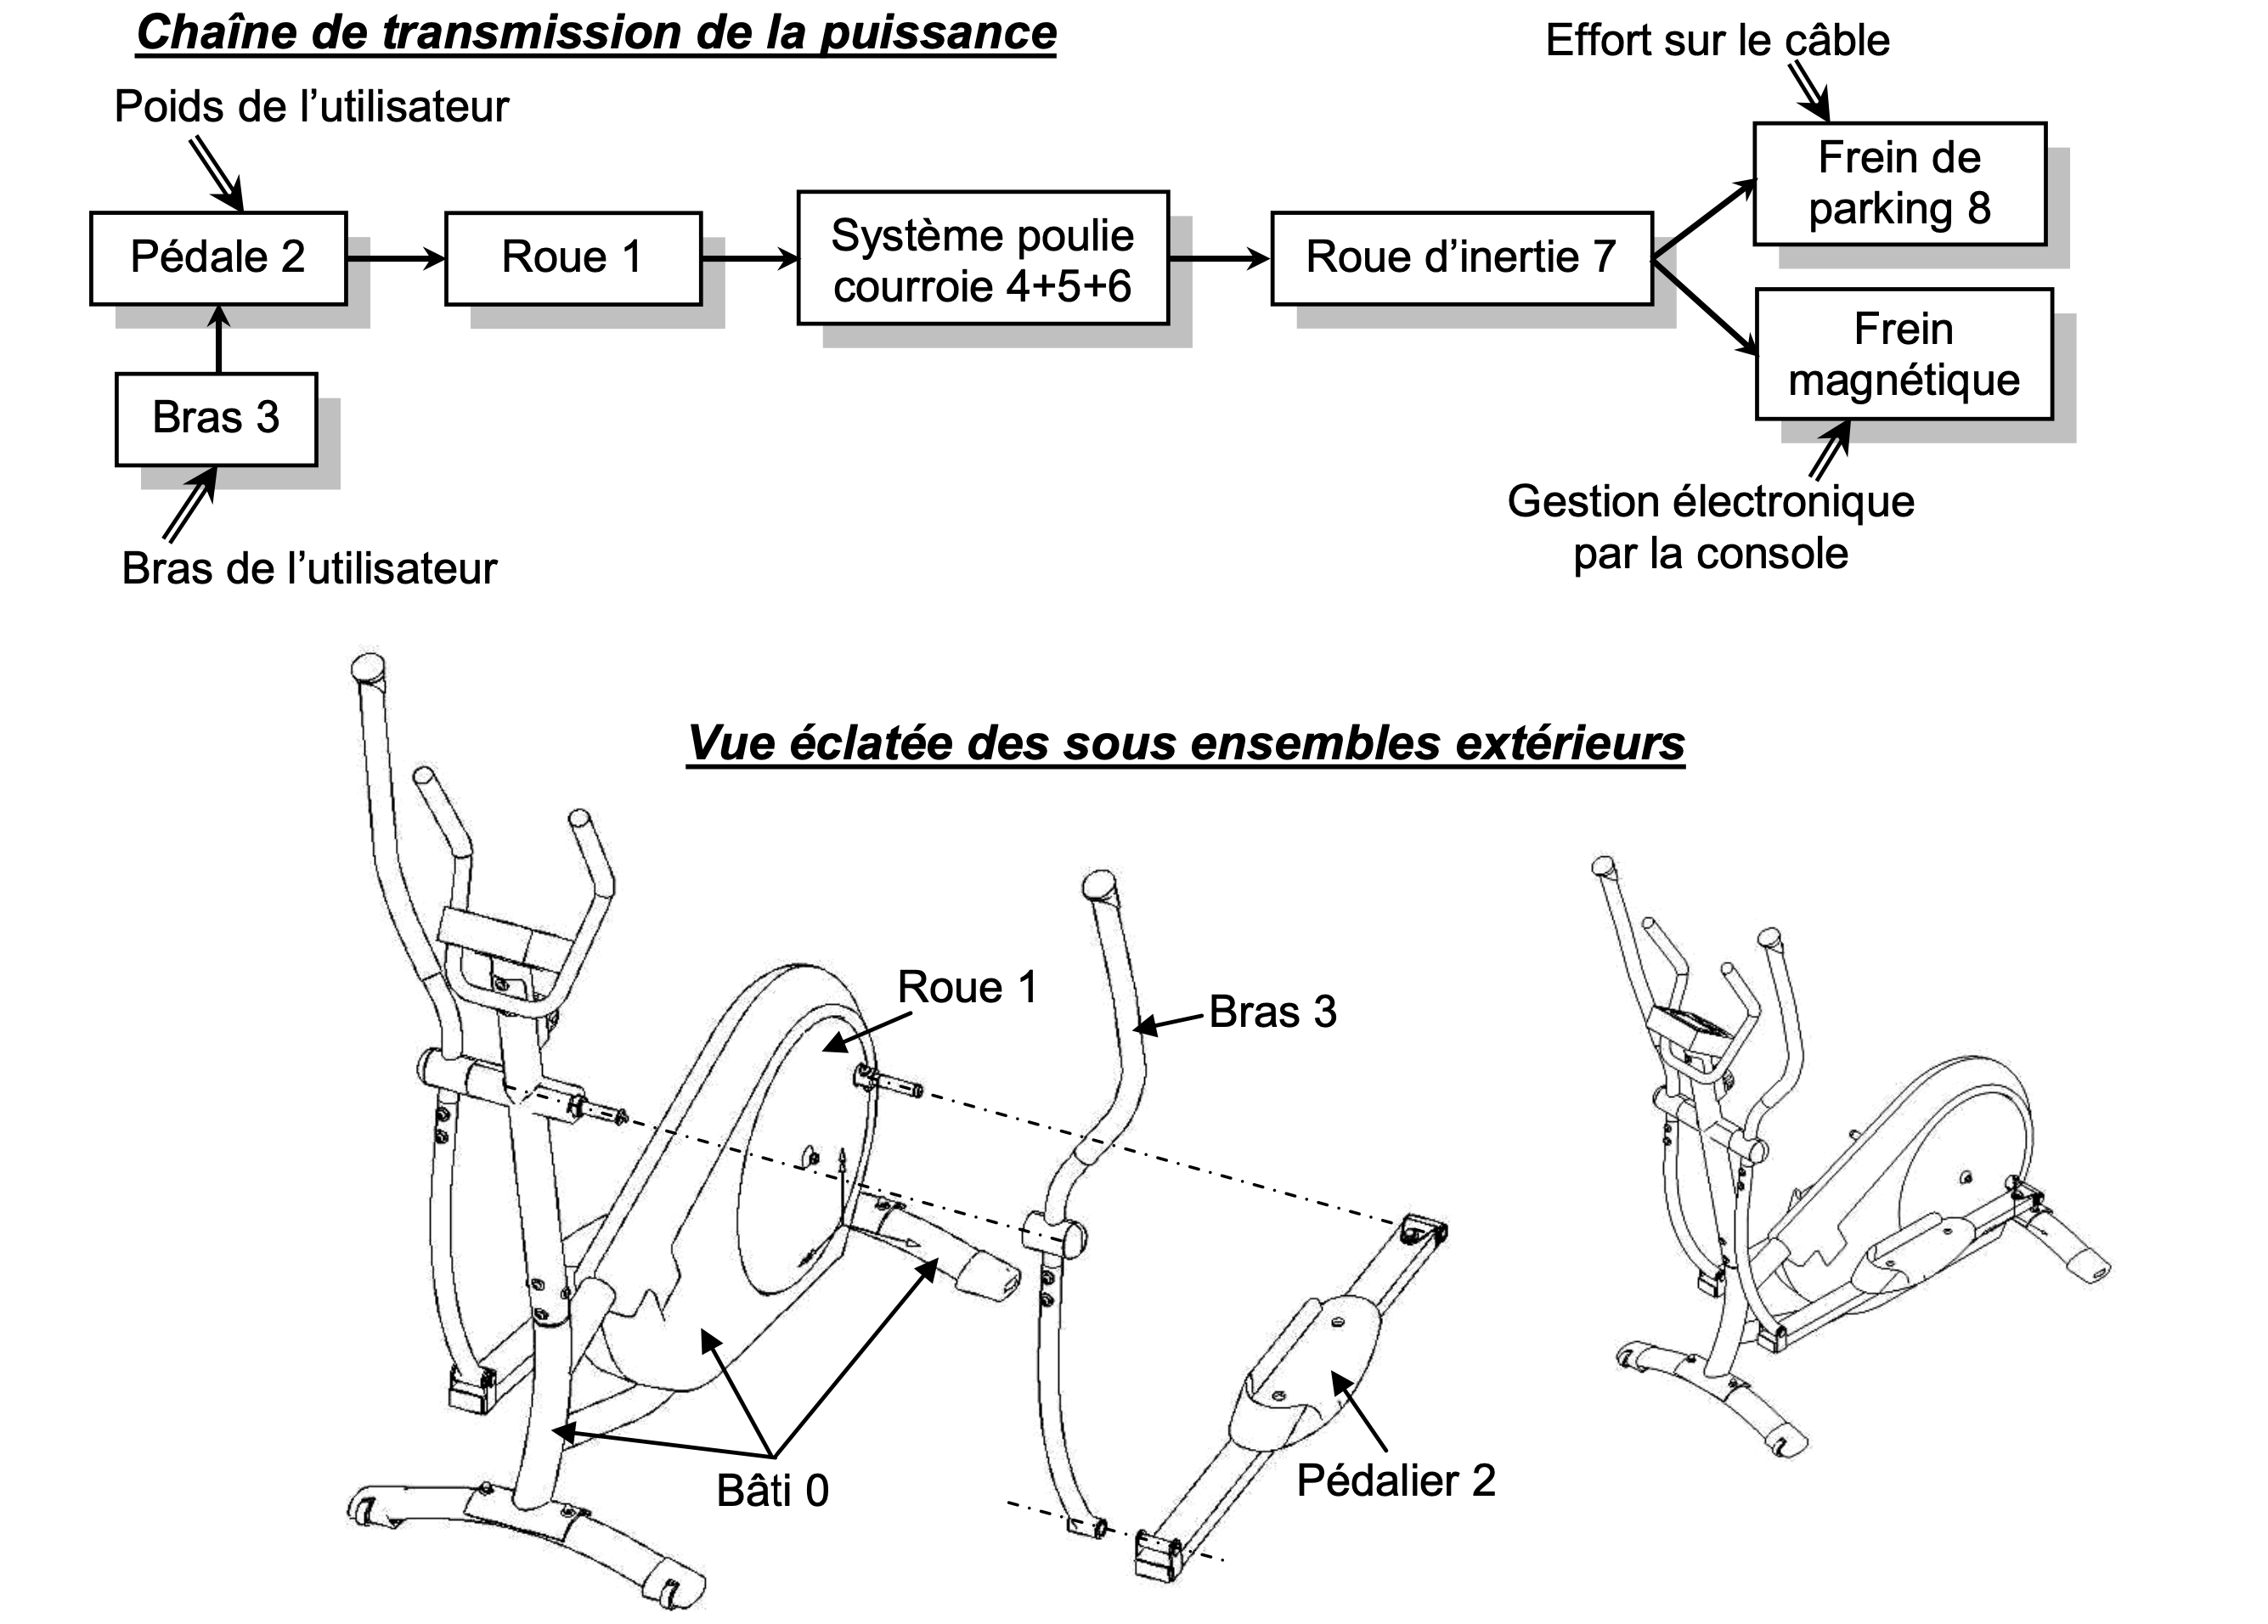 Chaîne de transmission de la puissance
Effort sur le câble
Poids de l'utilisateur
Pédale 2
Roue 1
Système poulie
courroie 4+5+6
Roue d'inertie 7
Frein de
parking 8
Frein
magnétique
Bras 3
Gestion électronique
par la console
Bras de l'utilisateur
Vue éclatée des sous ensembles extérieurs
Roue 1
Bras 3
Bâti 0
Pédalier 2